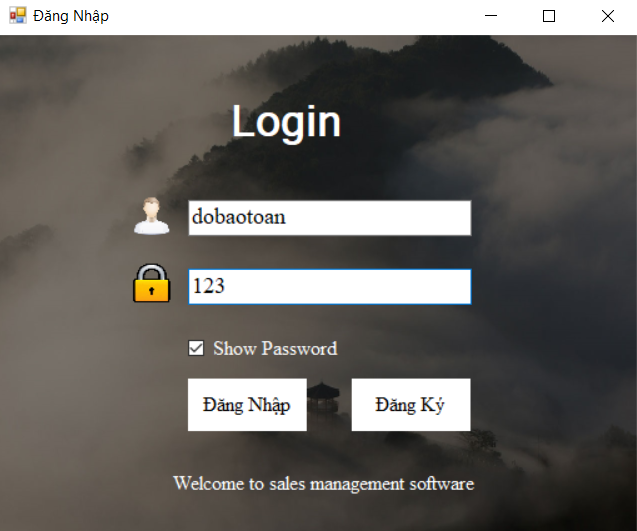 Đăng Nhập
Login
dobaotoan
123
Show Password
Đăng Nhập
Đăng Ký
Welcome to sales management software